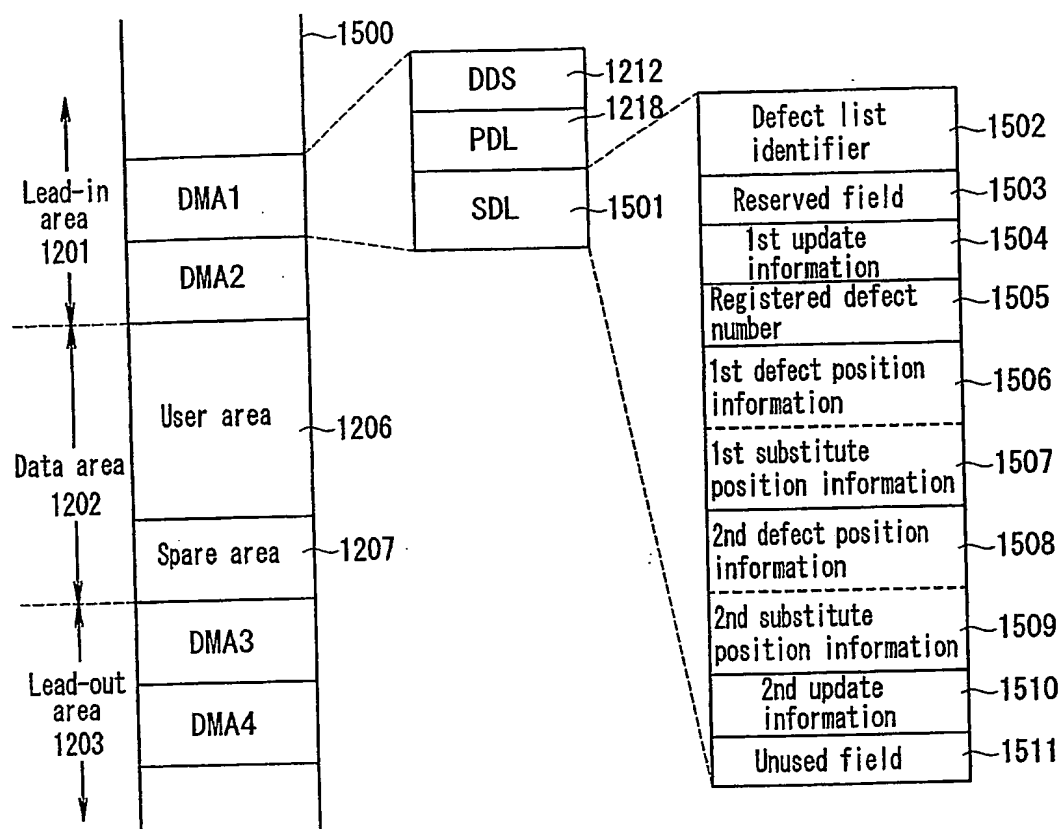 1500
Lead-in
area
1201
DMA1
DMA2
Data area
1202
User area
1206
Spare area
1207
Lead-out
area
1203
DMA3
DMA4
DDS
1212
PDL
1218
SDL
1501
Defect list
identifier
1502
Reserved field
1503
1st update
information
1504
Registered defect
number
1505
1st defect position
information
1506
1st substitute
position information
1507
2nd defect position
information
1508
2nd substitute
position information
1509
2nd update
information
1510
Unused field
1511